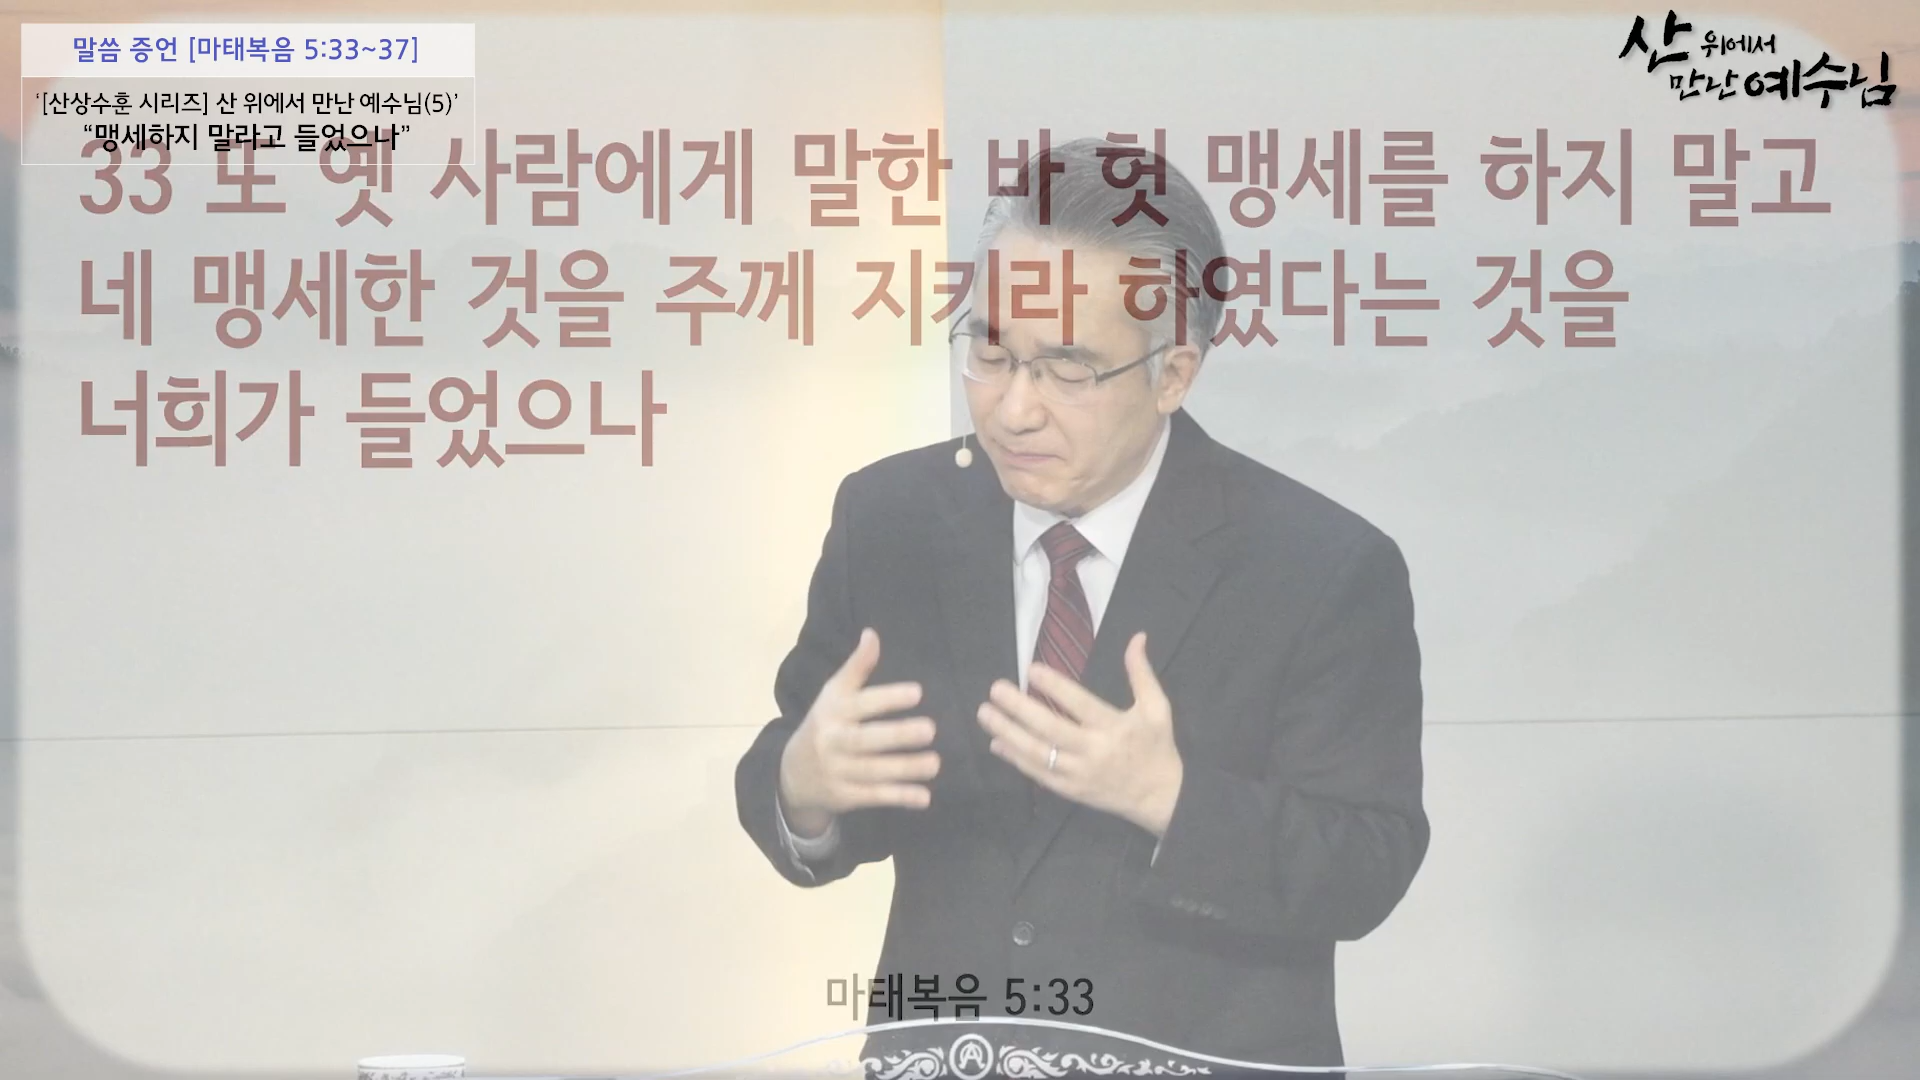 말씀 증언 [마태복음 5:33~37]
‘[산상수훈 시리즈] 산 위에서 만난 예수님(5)’
“맹세하지 말라고 들었으나”
산 위에서
만난 예수님
33 또 옛 사람에게 말한 바 헛 맹세를 하지 말고
네 맹세한 것을 주께 지키라 하였다는 것을
너희가 들었으나
마태복음 5:33